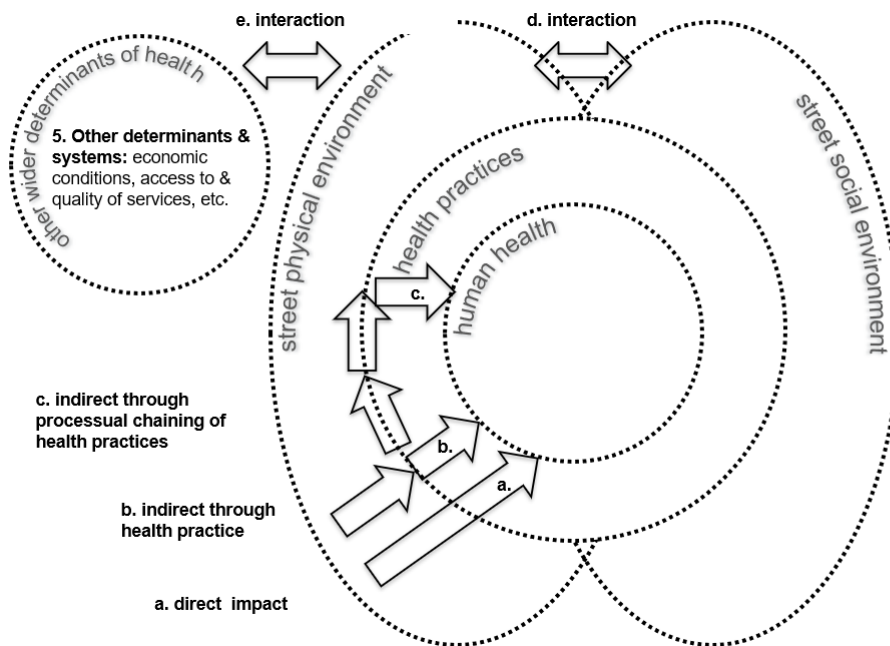 e. interaction
d. interaction
other wider determinants of health
5. Other determinants &
systems: economic
conditions, access to &
quality of services, etc.
street physical environment
health practices
human health
street social environment
c.
c. indirect through
processual chaining of
health practices
b.
a.
b. indirect through
health practice
a. direct impact